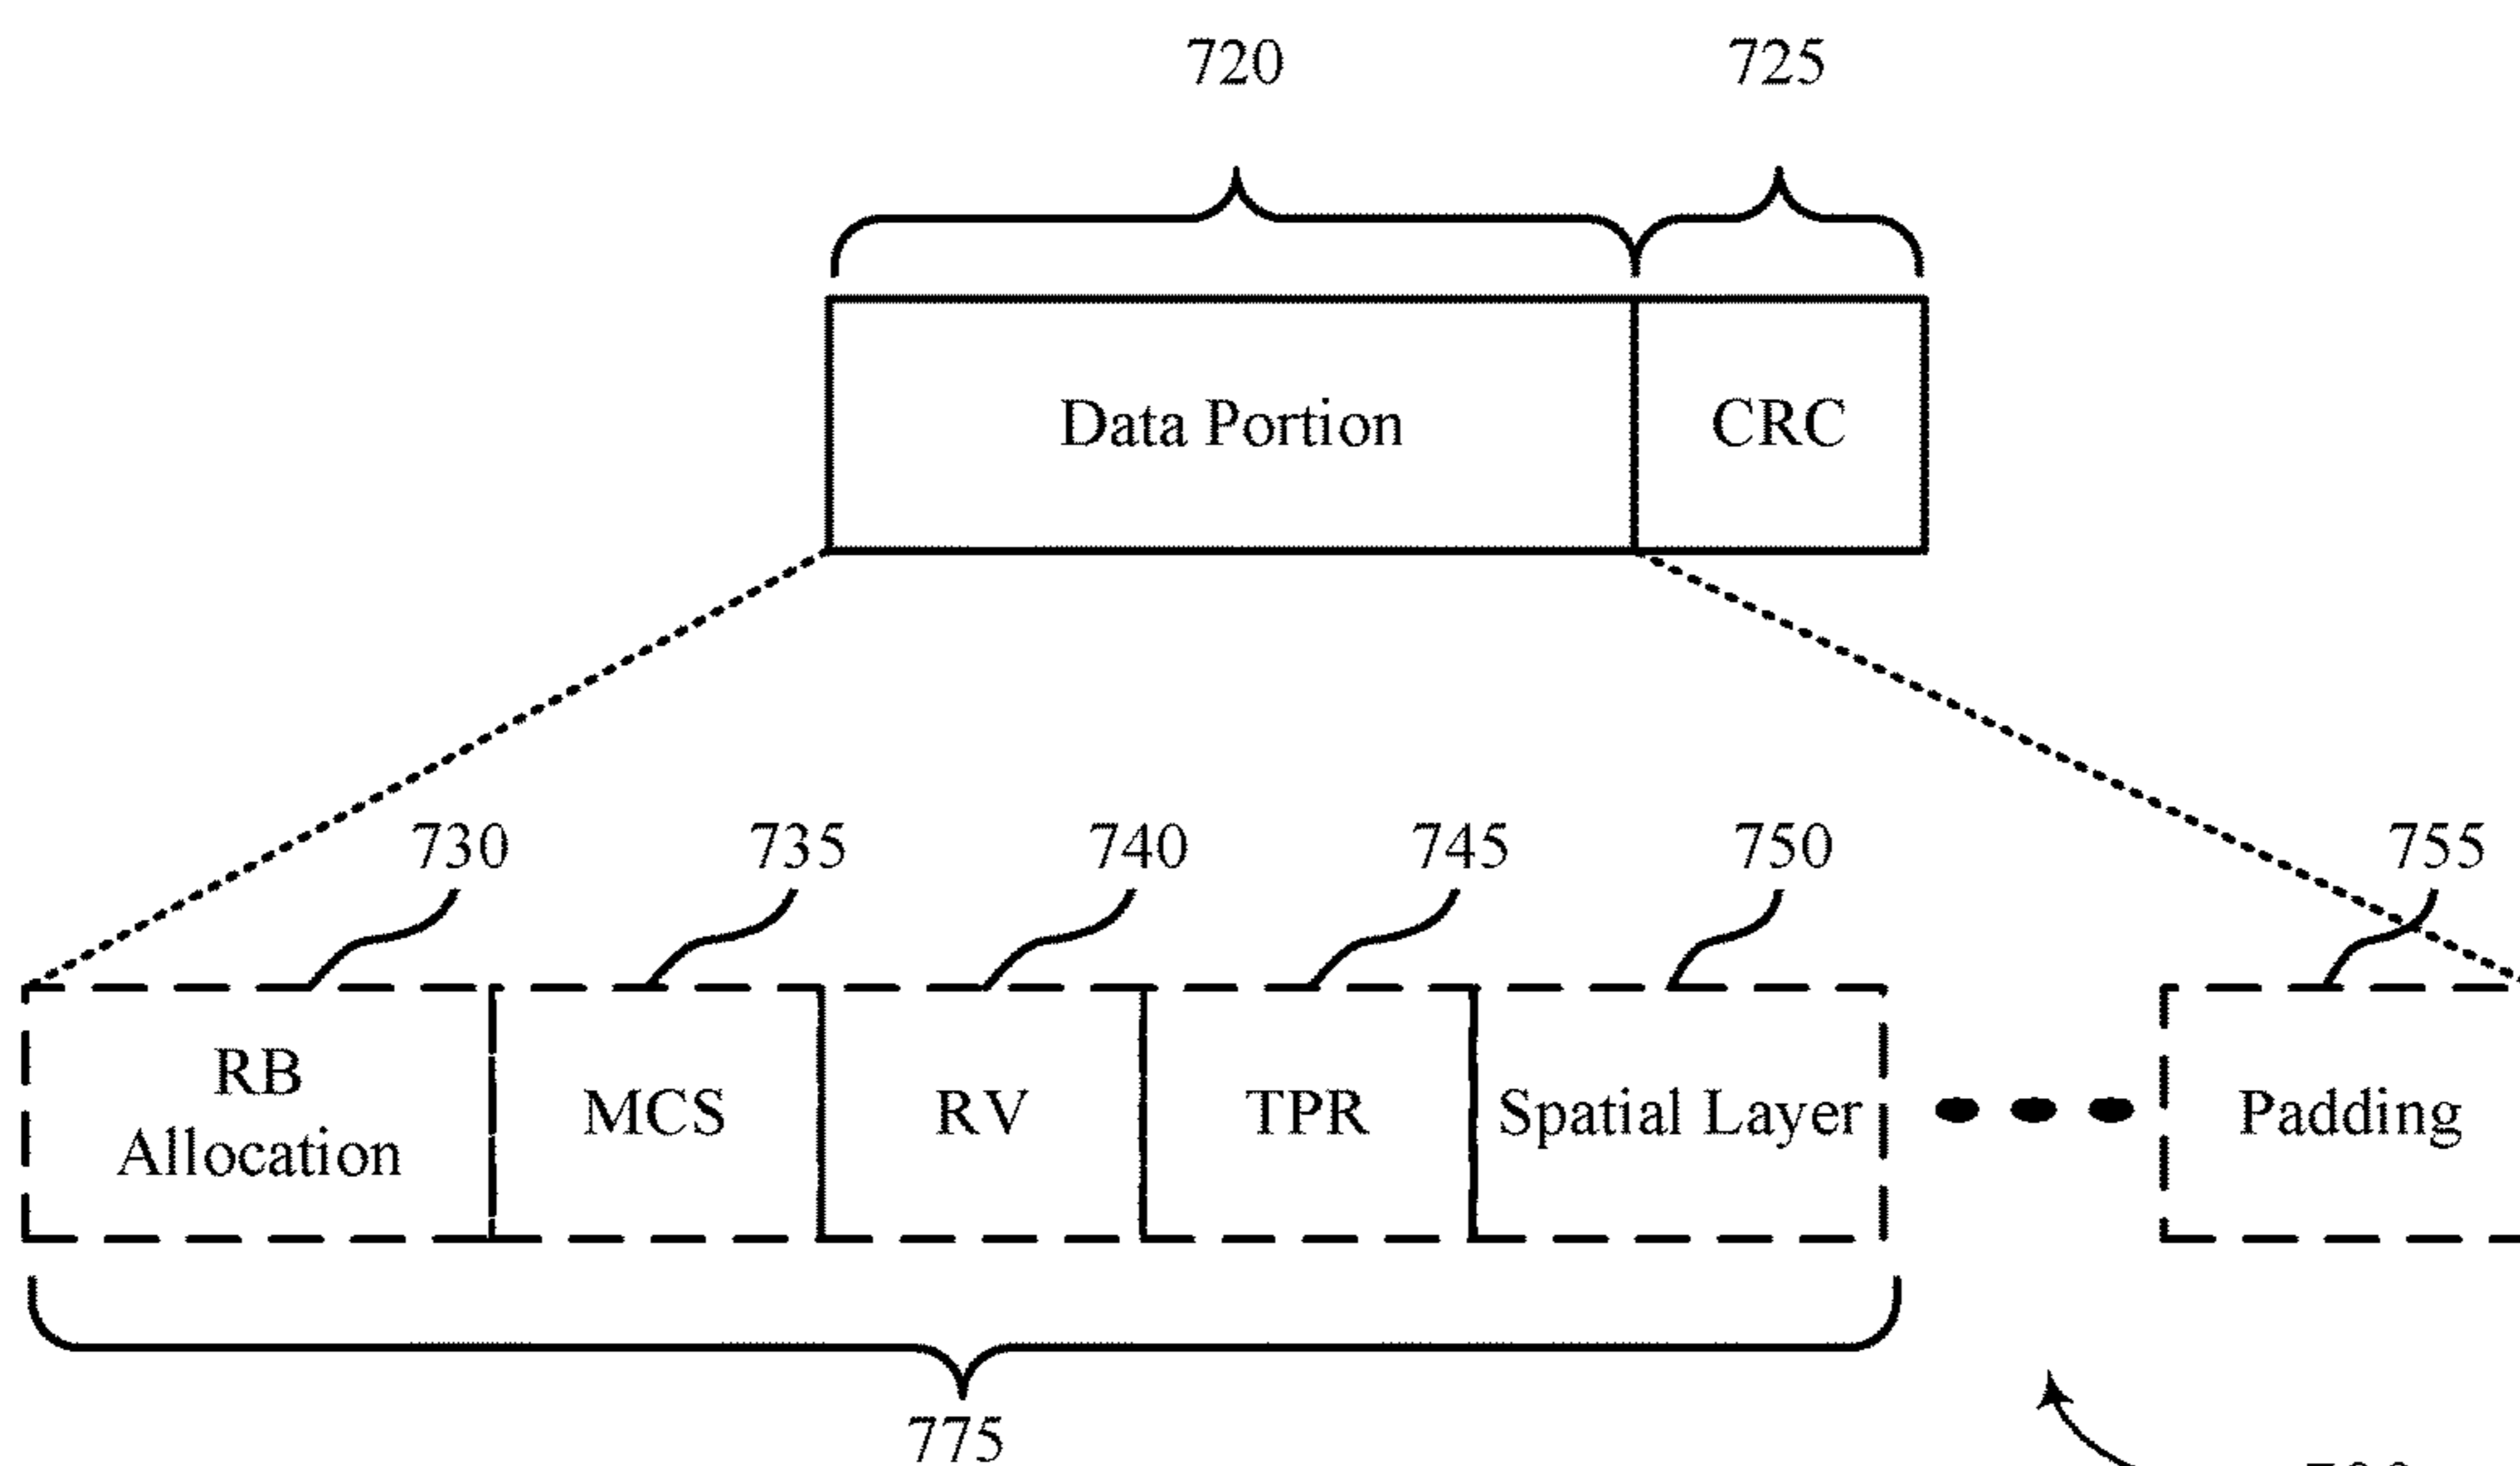 720 725
Data Portion CRC
730 735 740 745 750 755
RB
Allocation
MCS RV TPR Spatial Layer Padding
775